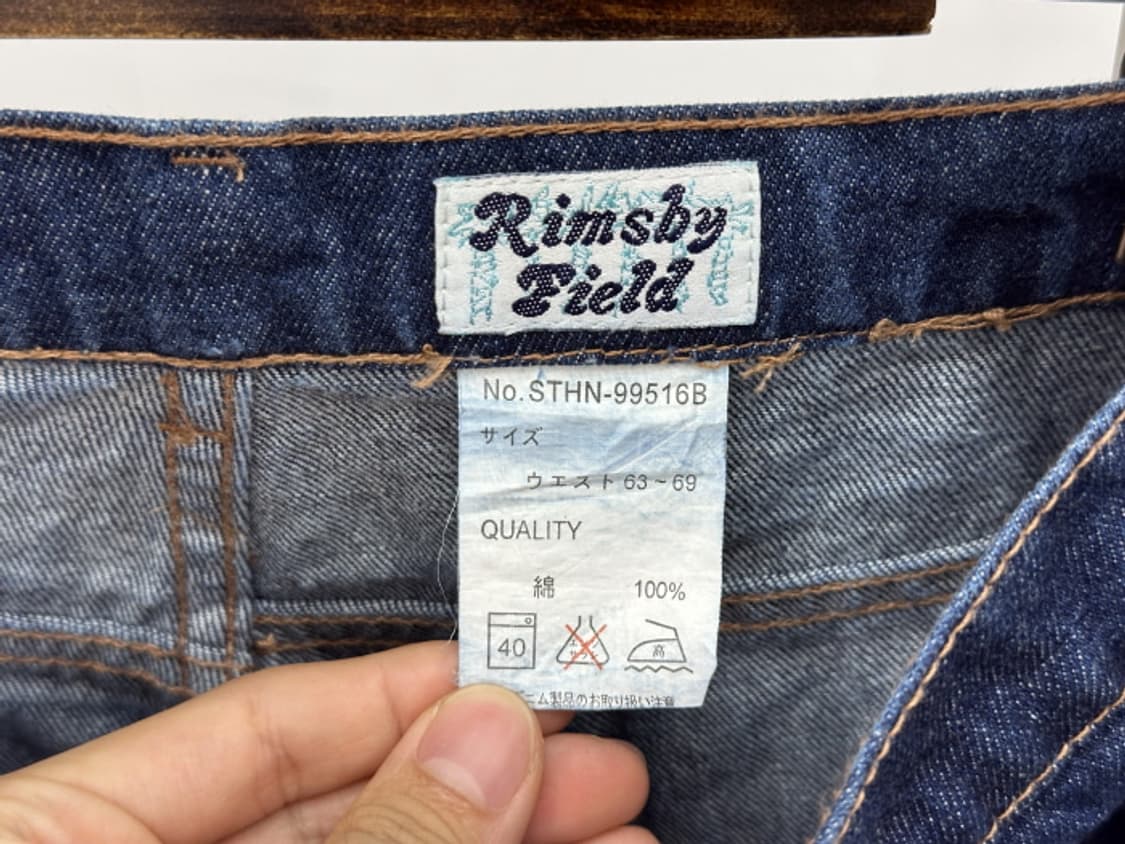 Rimsby
Field
No.STHN-99516B
サイズ
ウエスト 63~69
QUALITY
綿 100%
40 高
ニム製品のお取り扱い注意